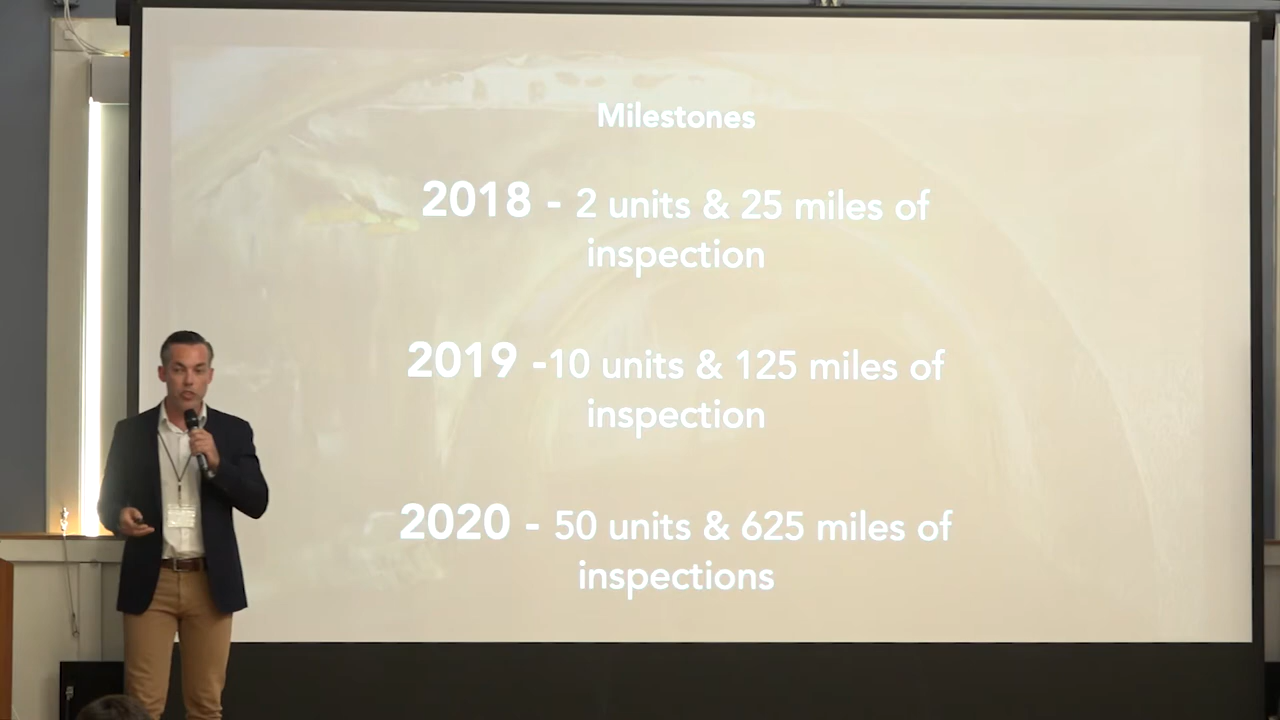 Milestones
2018 - 2 units & 25 miles of
inspection
2019 -10 units & 125 miles of
inspection
2020 - 50 units & 625 miles of
inspections